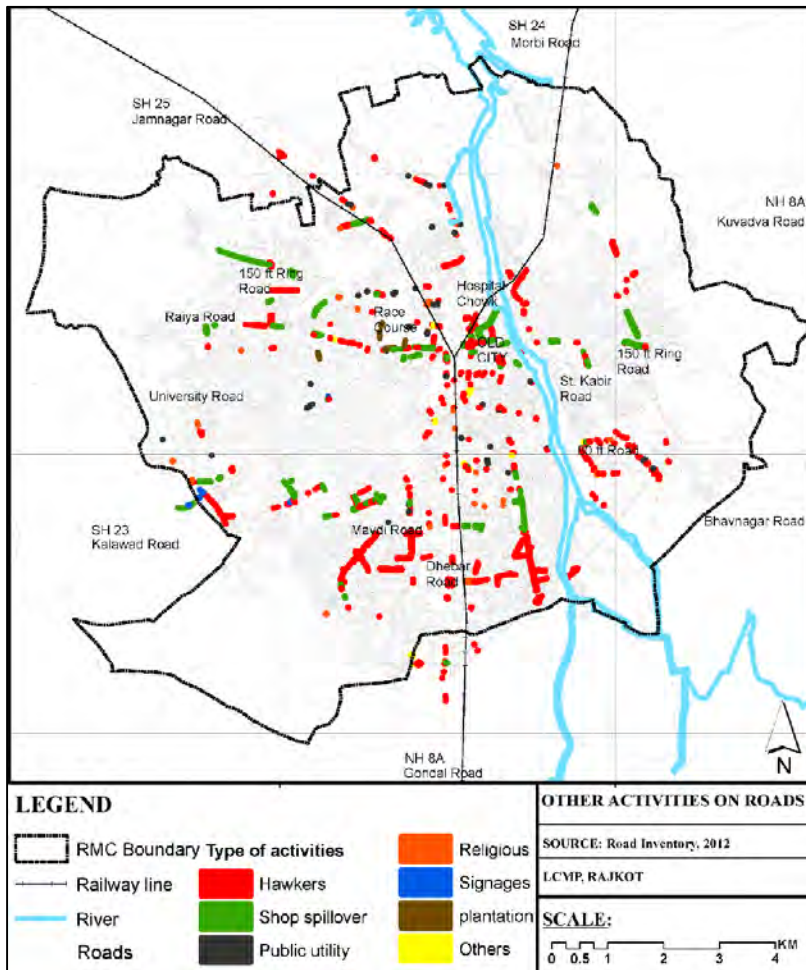 SH 24
Morbi Road
SH 25
Jamnagar Road
NH 8A
Kuvadva Road
150 ft Ring
Road
Hospital
Chowk
Raiya Road
Race
Course
OLD
CITY
150 ft Ring
Road
St. Kabir
Road
University Road
80 ft Road
SH 23
Kalawad Road
Mavdi Road
Bhavnagar Road
Dhebar
Road
N
NH 8A
Gondal Road
LEGEND
RMC Boundary
Railway line
River
Roads
Type of activities
Hawkers
Shop spillover
Public utility
Religious
Signages
plantation
Others
OTHER ACTIVITIES ON ROADS
SOURCE: Road Inventory, 2012
LCMP, RAJKOT
SCALE:
KM
0 0.5 1 2 3 4